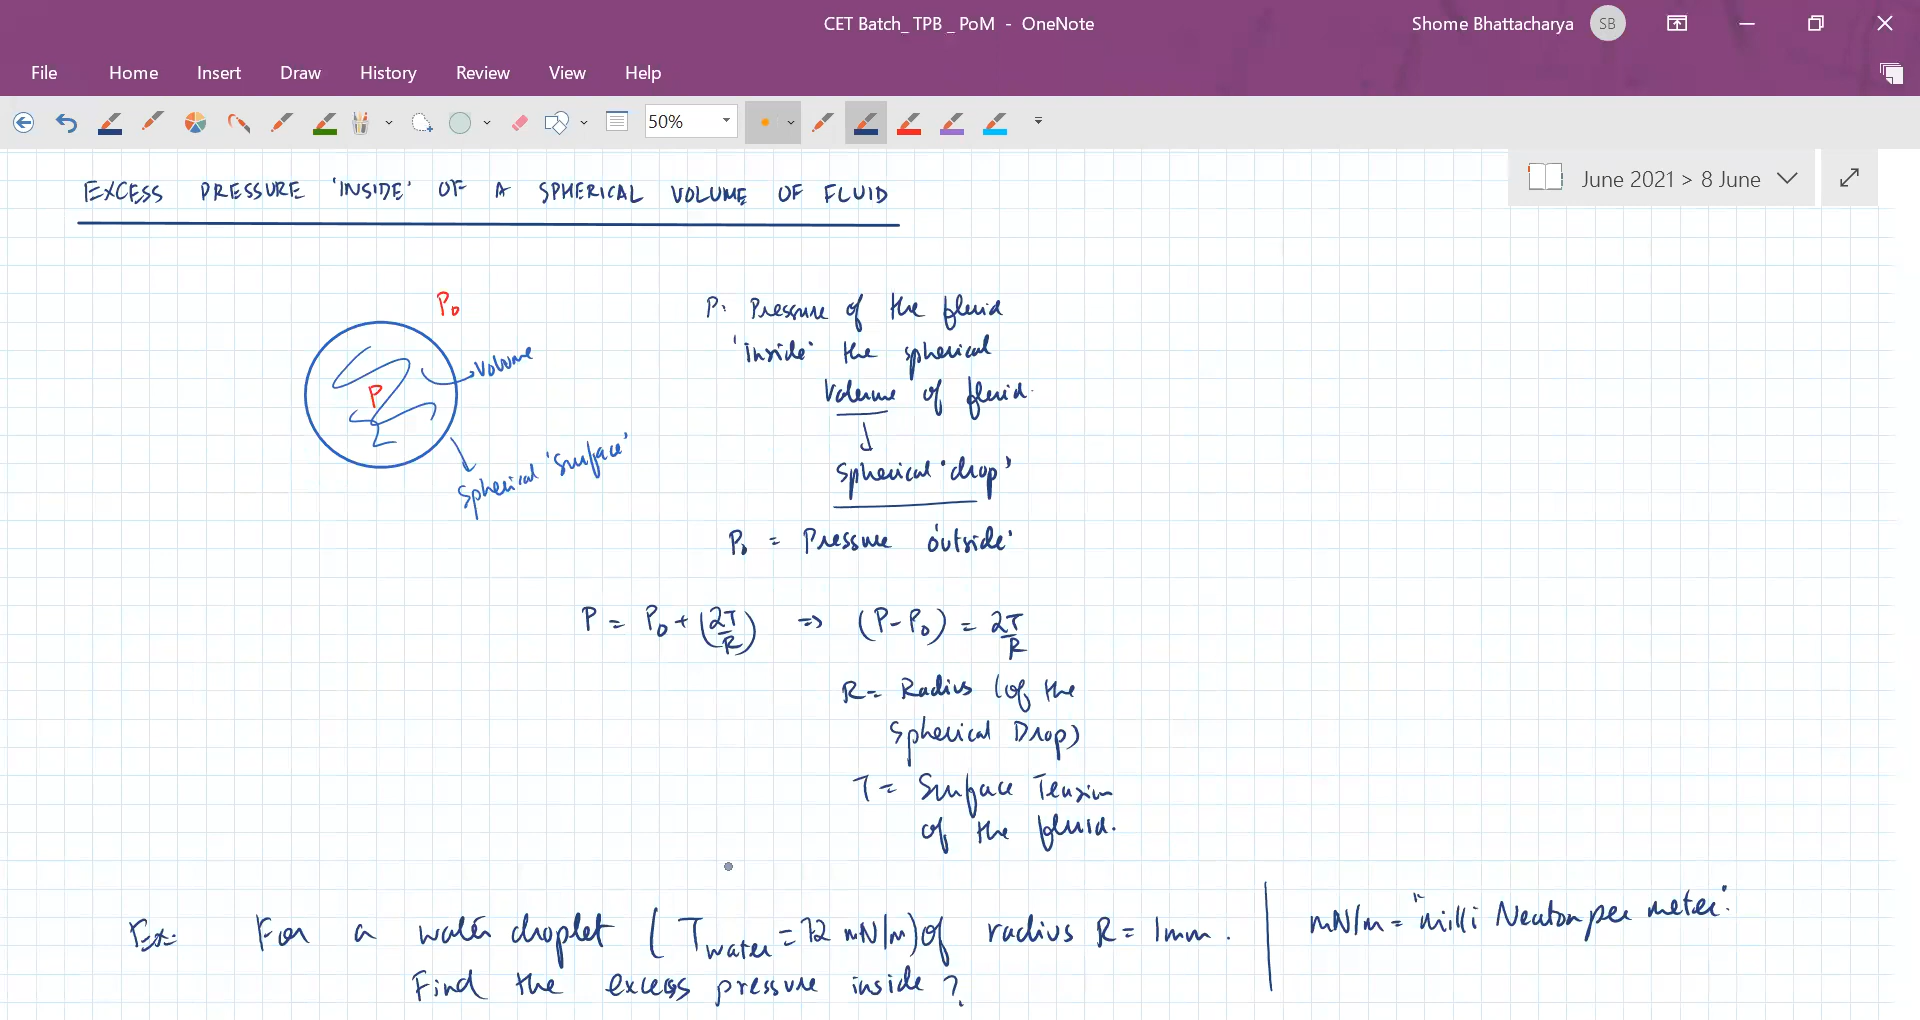 CET Batch_ TPB _ PoM - OneNote
Shome Bhattacharya SB
File Home Insert Draw History Review View Help
50%
June 2021 > 8 June
EXCESS PRESSURE 'INSIDE' OF A SPHERICAL VOLUME OF FLUID
P₀
P
Volume
Spherical 'surface'
P: Pressure of the fluid
'inside' the spherical
Volume of fluid.
↓
Spherical 'drop'
P₀ = Pressure 'outside'
P = P₀ + (2T/R) ⇒ (P-P₀) = 2T/R
R = Radius (of the
Spherical Drop)
T = Surface Tension
of the fluid.
Ex: For a water droplet (T water = 72 mN/m) of radius R = 1mm.
Find the excess pressure inside?
mN/m = "milli Newton per meter"